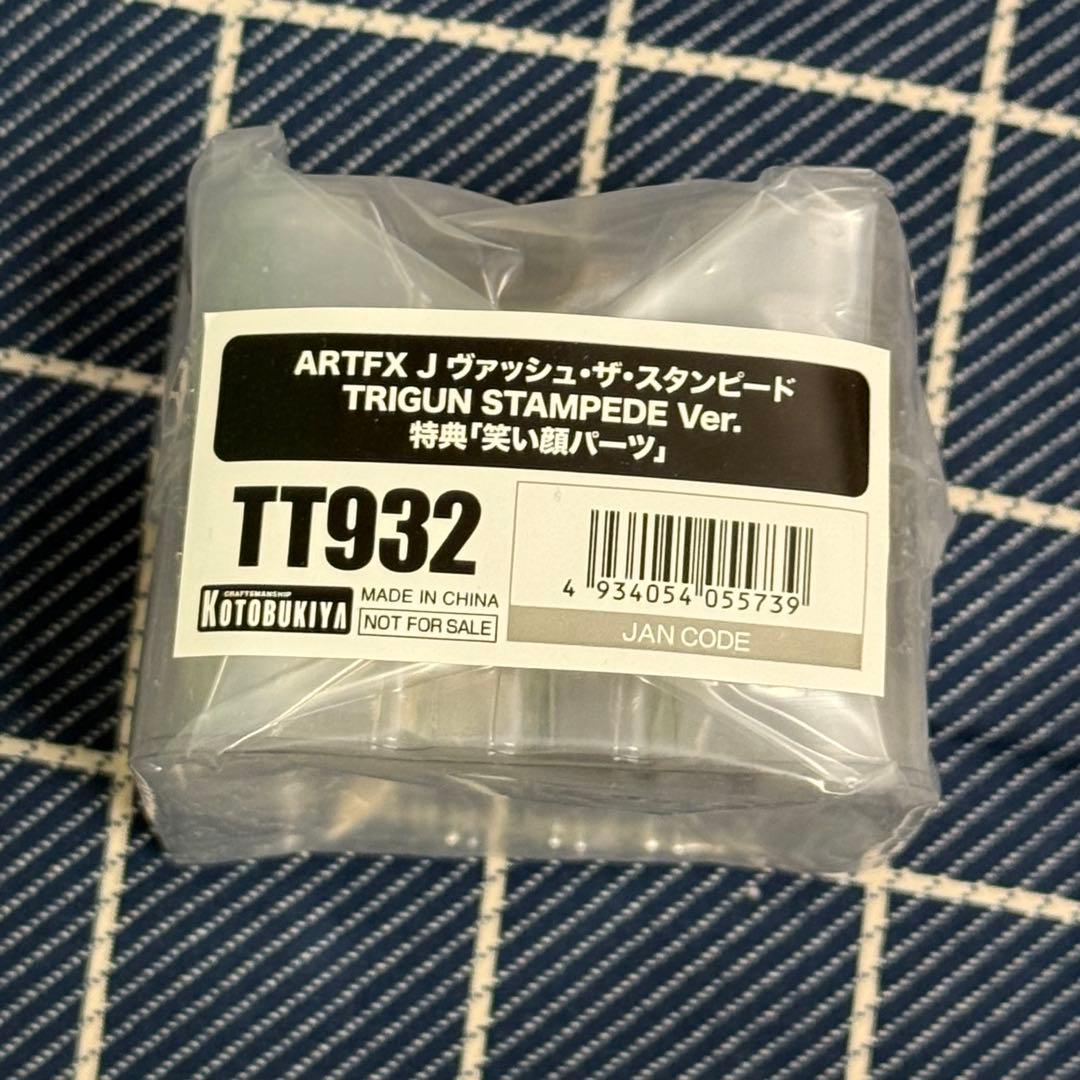 ARTFX J ヴァッシュ・ザ・スタンピード
TRIGUN STAMPEDE Ver.
特典「笑い顔パーツ」
TT932
CRAFTSMANSHIP
KOTOBUKIYA
MADE IN CHINA
NOT FOR SALE
4 934054 055739
JAN CODE